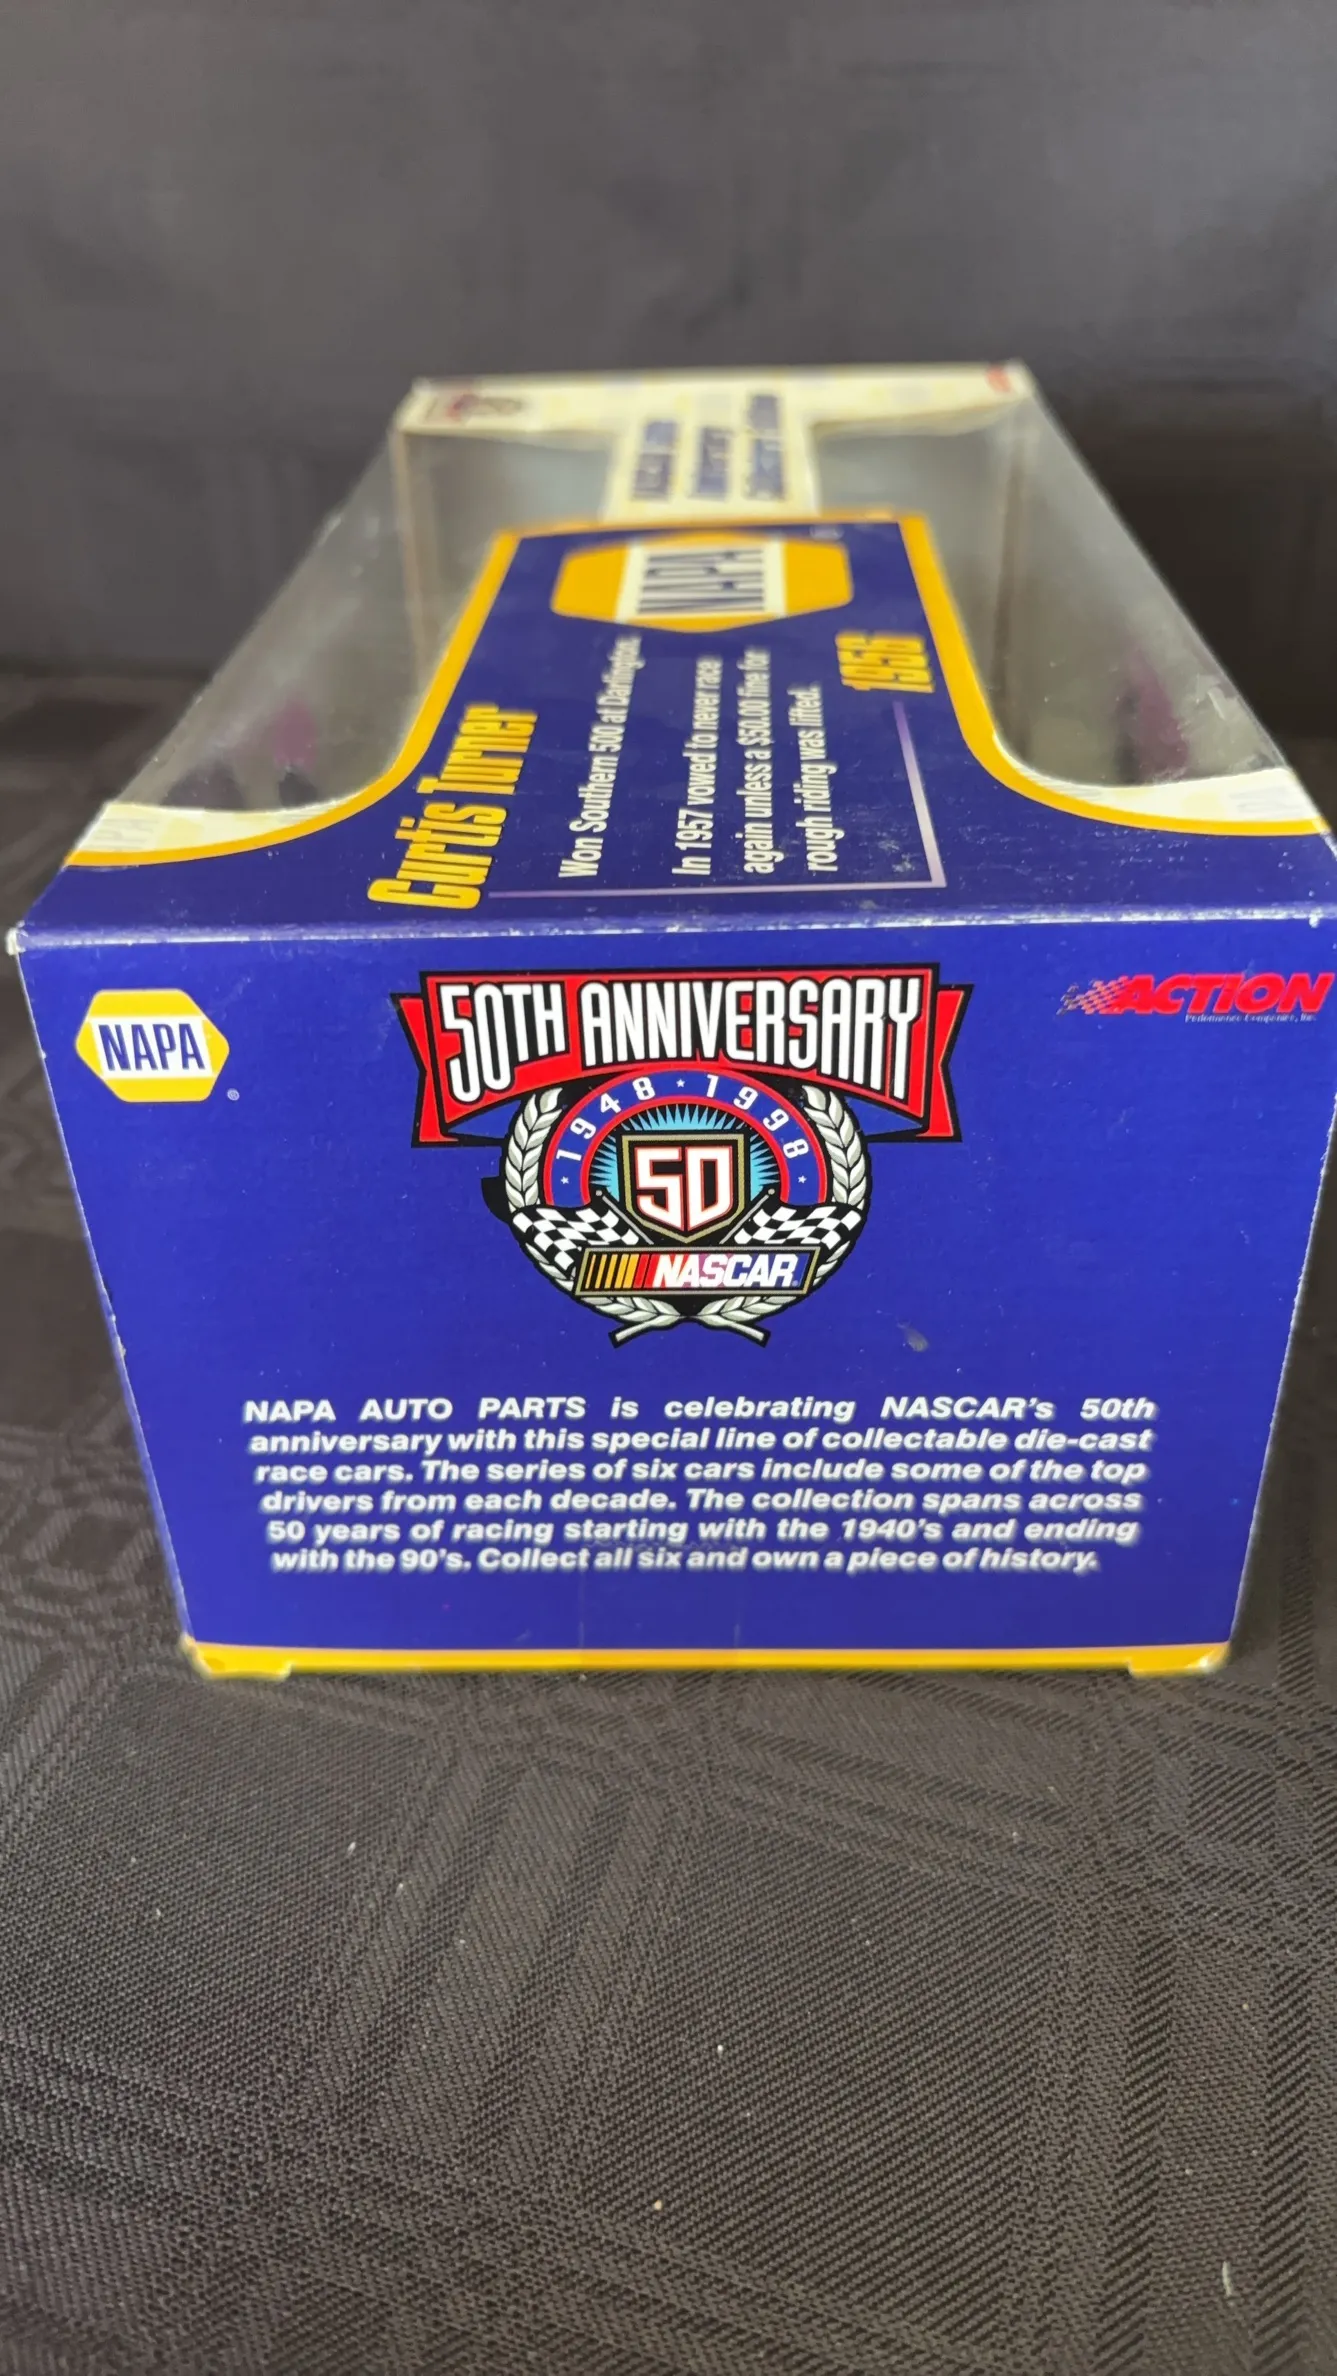 NAPA
Curtis Turner
Won Southern 500 at Darlington.
In 1957 vowed to never race
again unless a $50.00 fine for
rough riding was lifted.
1956
NAPA
®
50TH ANNIVERSARY
1948 ★ 1998
50
NASCAR
ACTION
Performance Companies, Inc.
NAPA AUTO PARTS is celebrating NASCAR's 50th
anniversary with this special line of collectable die-cast
race cars. The series of six cars include some of the top
drivers from each decade. The collection spans across
50 years of racing starting with the 1940's and ending
with the 90's. Collect all six and own a piece of history.